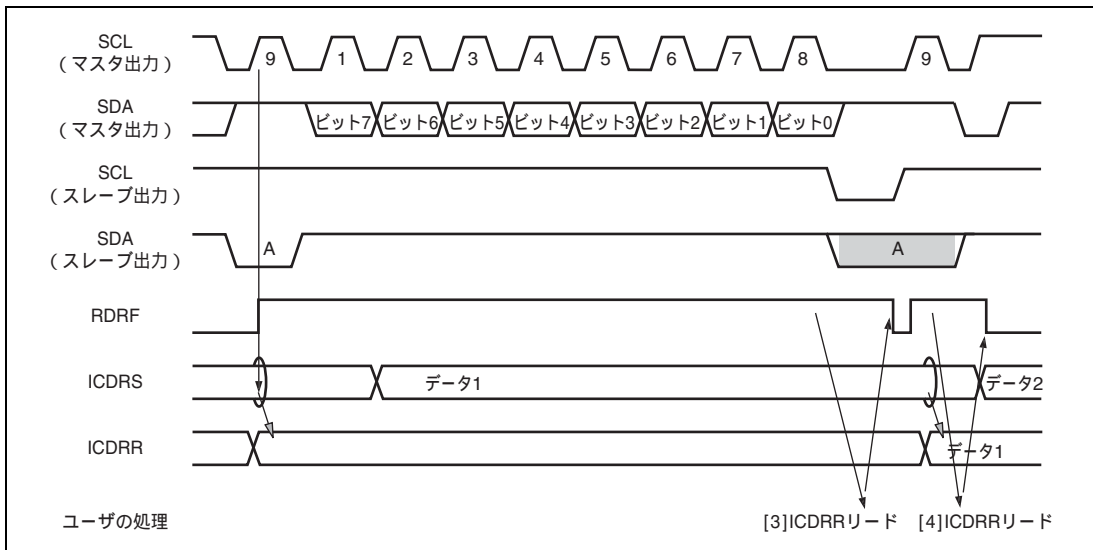 SCL
（マスタ出力）
9 1 2 3 4 5 6 7 8 9
SDA
（マスタ出力）
ビット7 ビット6 ビット5 ビット4 ビット3 ビット2 ビット1 ビット0
SCL
（スレーブ出力）
SDA
（スレーブ出力）
A A
RDRF
ICDRS
データ1 データ2
ICDRR
データ1
ユーザの処理
[3]ICDRRリード [4]ICDRRリード